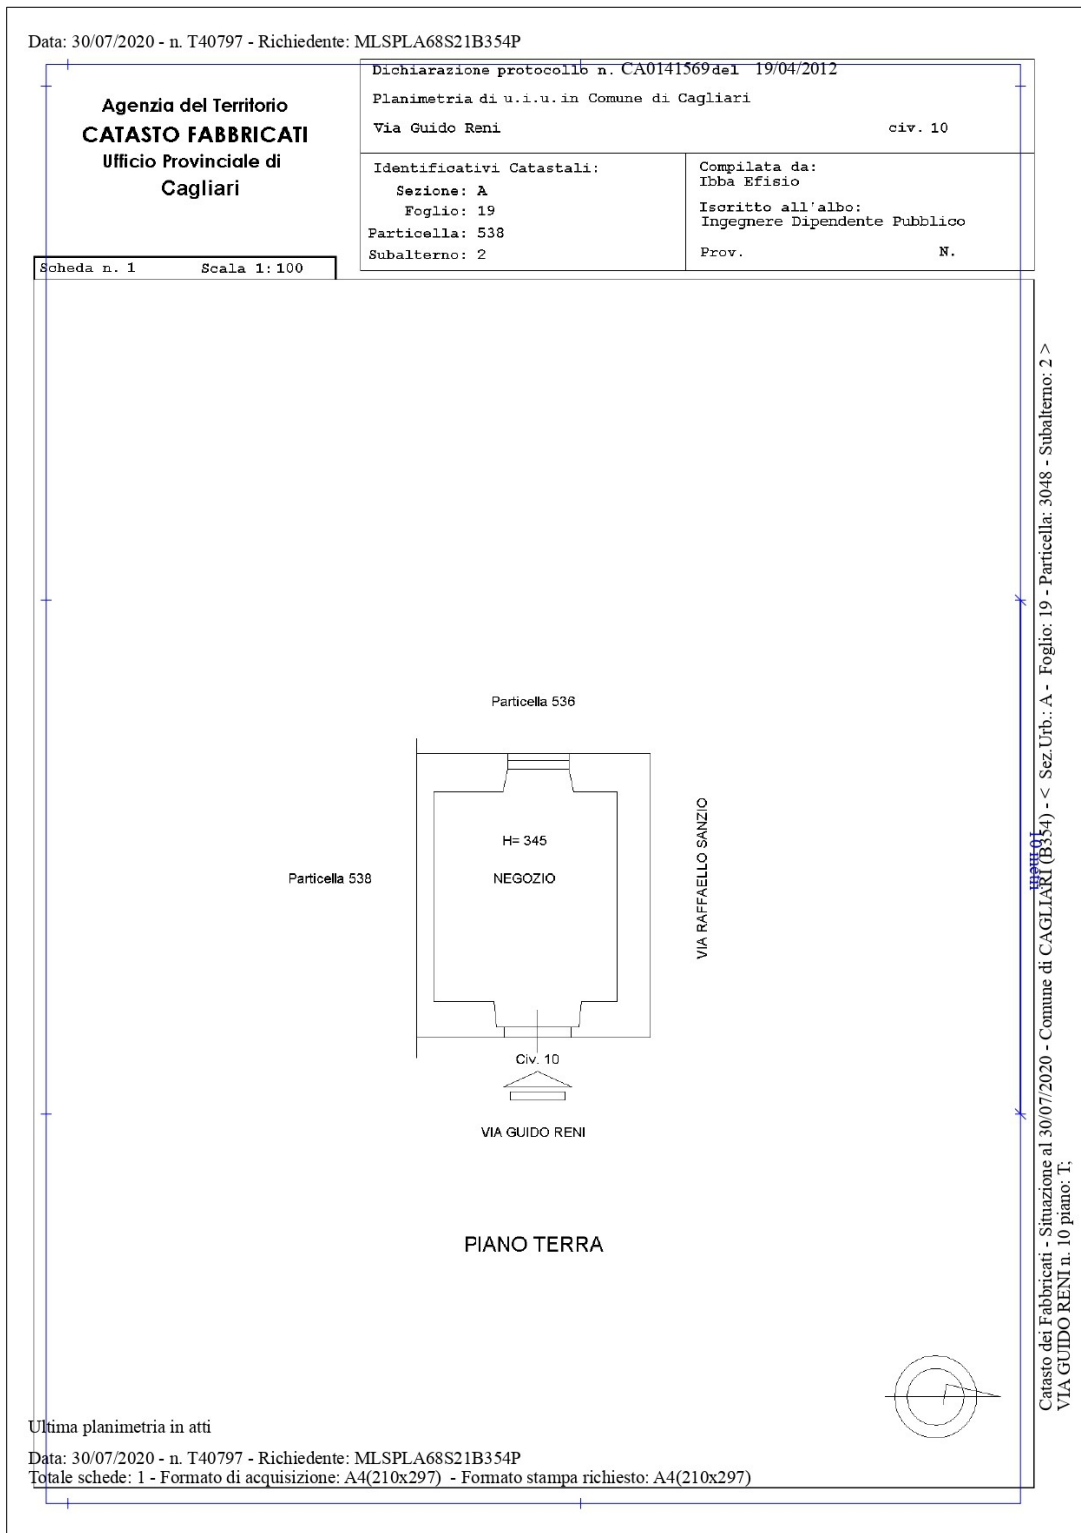 Data: 30/07/2020 - n. T40797 - Richiedente: MLSPLA68S21B354P
Agenzia del Territorio
CATASTO FABBRICATI
Ufficio Provinciale di
Cagliari
Dichiarazione protocollo n. CA0141569 del 19/04/2012
Planimetria di u.i.u. in Comune di Cagliari
Via Guido Reni civ. 10
Identificativi Catastali:
Sezione: A
Foglio: 19
Particella: 538
Subalterno: 2
Compilata da:
Ibba Efisio
Iscritto all'albo:
Ingegnere Dipendente Pubblico
Prov. N.
Scheda n. 1 Scala 1:100
Particella 536
H= 345
NEGOZIO
Particella 538
VIA RAFFAELLO SANZIO
Civ. 10
VIA GUIDO RENI
PIANO TERRA
10 metri
Catasto dei Fabbricati - Situazione al 30/07/2020 - Comune di CAGLIARI (B354) - < Sez.Urb.: A - Foglio: 19 - Particella: 3048 - Subalterno: 2 >
VIA GUIDO RENI n. 10 piano: T;
Ultima planimetria in atti
Data: 30/07/2020 - n. T40797 - Richiedente: MLSPLA68S21B354P
Totale schede: 1 - Formato di acquisizione: A4(210x297) - Formato stampa richiesto: A4(210x297)